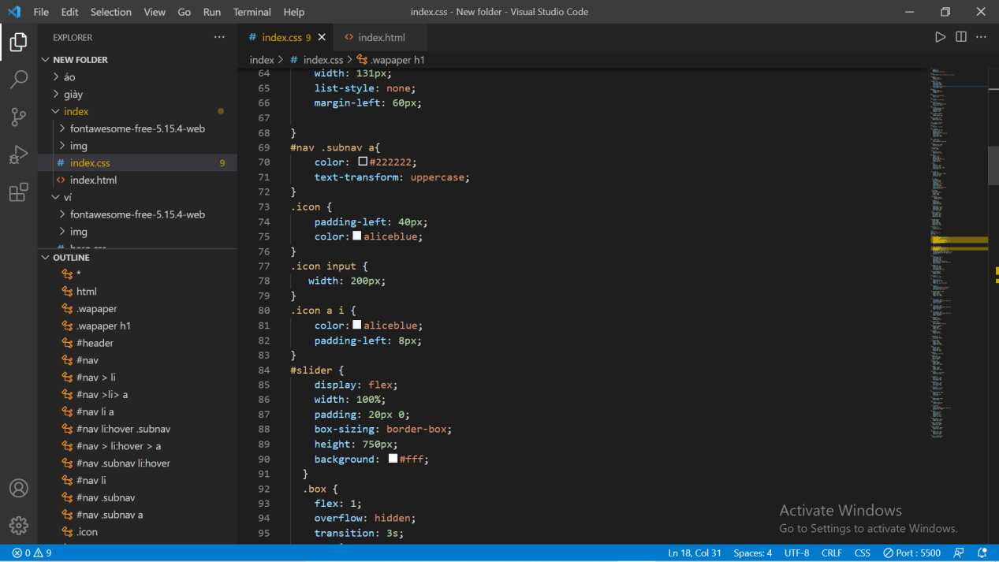 File Edit Selection View Go Run Terminal Help index.css - New folder - Visual Studio Code
EXPLORER
NEW FOLDER
áo
giày
index
fontawesome-free-5.15.4-web
img
# index.css 9
<> index.html
ví
fontawesome-free-5.15.4-web
img
OUTLINE
*
html
.wapaper
.wapaper h1
#header
#nav
#nav > li
#nav >li> a
#nav li a
#nav li:hover .subnav
#nav > li:hover > a
#nav .subnav li:hover
#nav li
#nav .subnav
#nav .subnav a
.icon
# index.css 9 <> index.html
index > # index.css > .wapaper h1
64 width: 131px;
65 list-style: none;
66 margin-left: 60px;
67
68 }
69 #nav .subnav a{
70 color: #222222;
71 text-transform: uppercase;
72 }
73 .icon {
74 padding-left: 40px;
75 color: aliceblue;
76 }
77 .icon input {
78 width: 200px;
79 }
80 .icon a i {
81 color: aliceblue;
82 padding-left: 8px;
83 }
84 #slider {
85 display: flex;
86 width: 100%;
87 padding: 20px 0;
88 box-sizing: border-box;
89 height: 750px;
90 background: #fff;
91 }
92 .box {
93 flex: 1;
94 overflow: hidden;
95 transition: 3s;
Activate Windows
Go to Settings to activate Windows.
0 9 Ln 18, Col 31 Spaces: 4 UTF-8 CRLF CSS Port : 5500